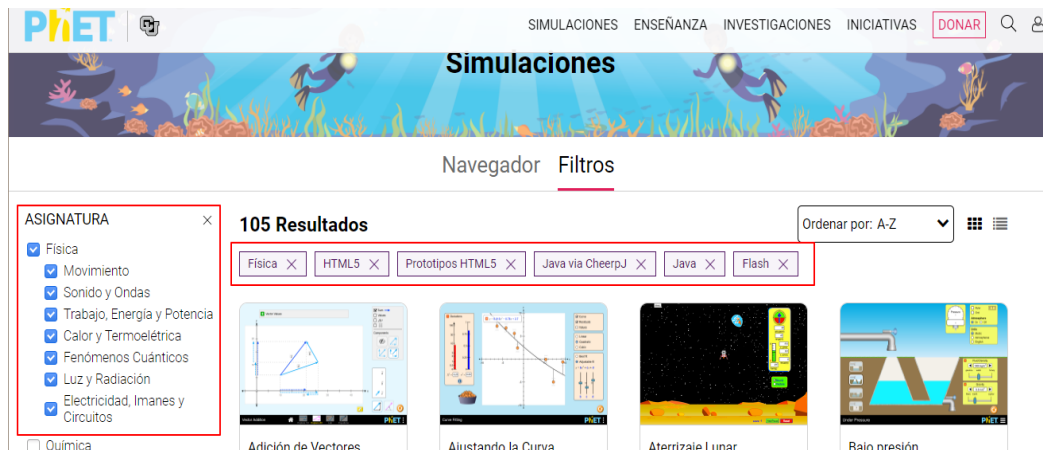 PhET
SIMULACIONES ENSEÑANZA INVESTIGACIONES INICIATIVAS DONAR
Simulaciones
Navegador Filtros
ASIGNATURA
Física
Movimiento
Sonido y Ondas
Trabajo, Energía y Potencia
Calor y Termoelétrica
Fenómenos Cuánticos
Luz y Radiación
Electricidad, Imanes y
Circuitos
Química
105 Resultados
Ordenar por: A-Z
Física HTML5 Prototipos HTML5 Java via CheerpJ Java Flash
Adición de Vectores Ajustando la Curva Aterrizaje Lunar Bajo presión